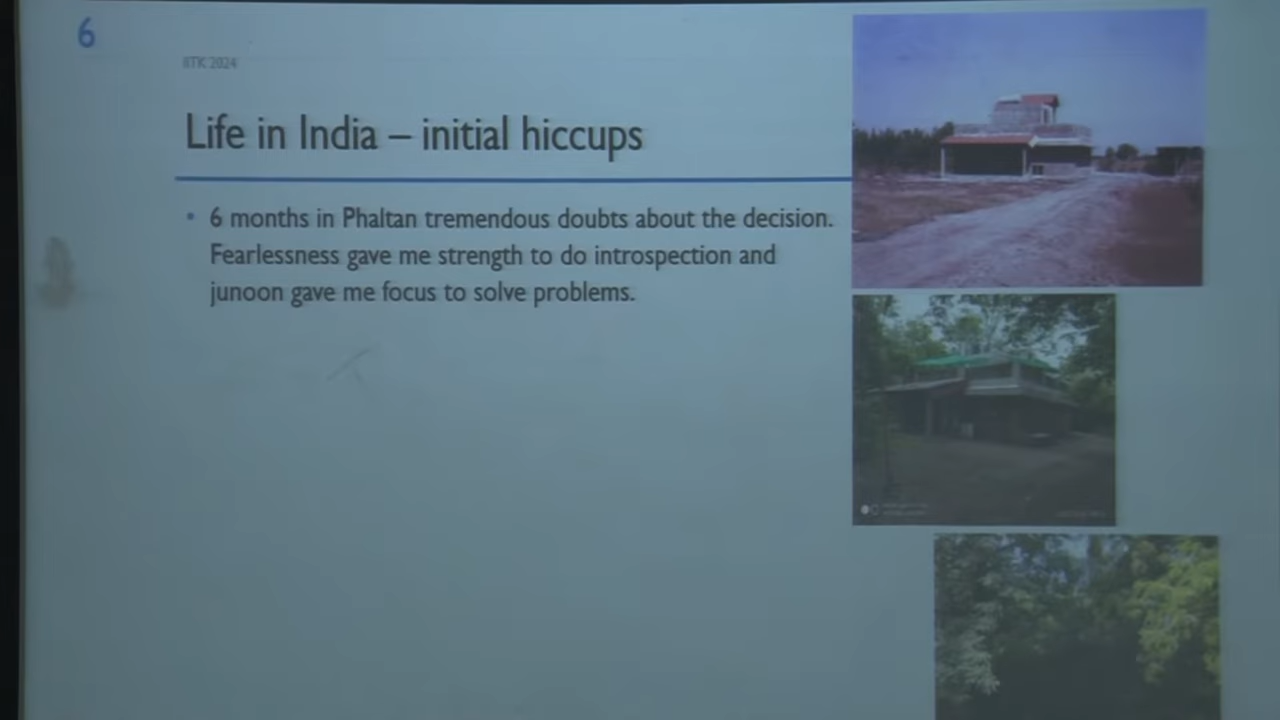 6
IITK 2024
Life in India – initial hiccups
• 6 months in Phaltan tremendous doubts about the decision.
Fearlessness gave me strength to do introspection and
junoon gave me focus to solve problems.